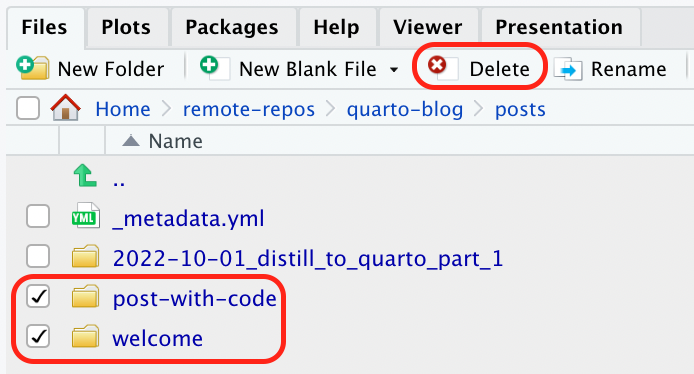 Files Plots Packages Help Viewer Presentation
New Folder New Blank File Delete Rename
Home remote-repos quarto-blog posts
Name
..
YML _metadata.yml
2022-10-01_distill_to_quarto_part_1
post-with-code
welcome